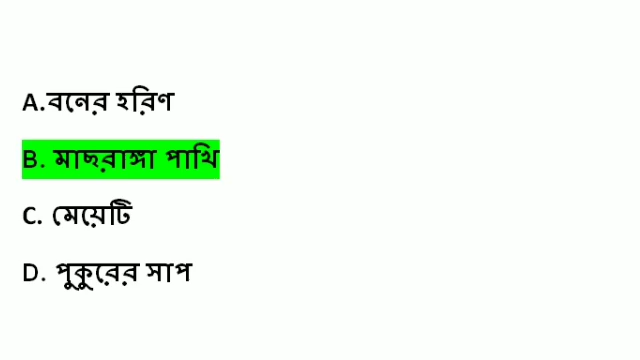 A.বনের হরিণ
B. মাছরাঙ্গা পাখি
C. মেয়েটি
D. পুকুরের সাপ